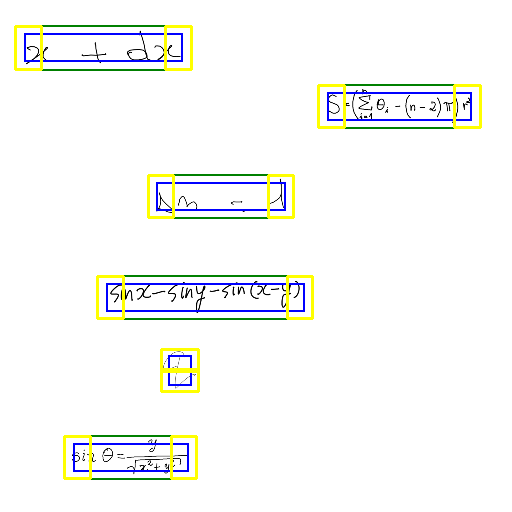 x + dx
S = (∑_{i=1}^{n} θ_i - (n - 2)π) r²
sin x - sin y - sin(x - y)
sin θ = y / √(x² + y²)